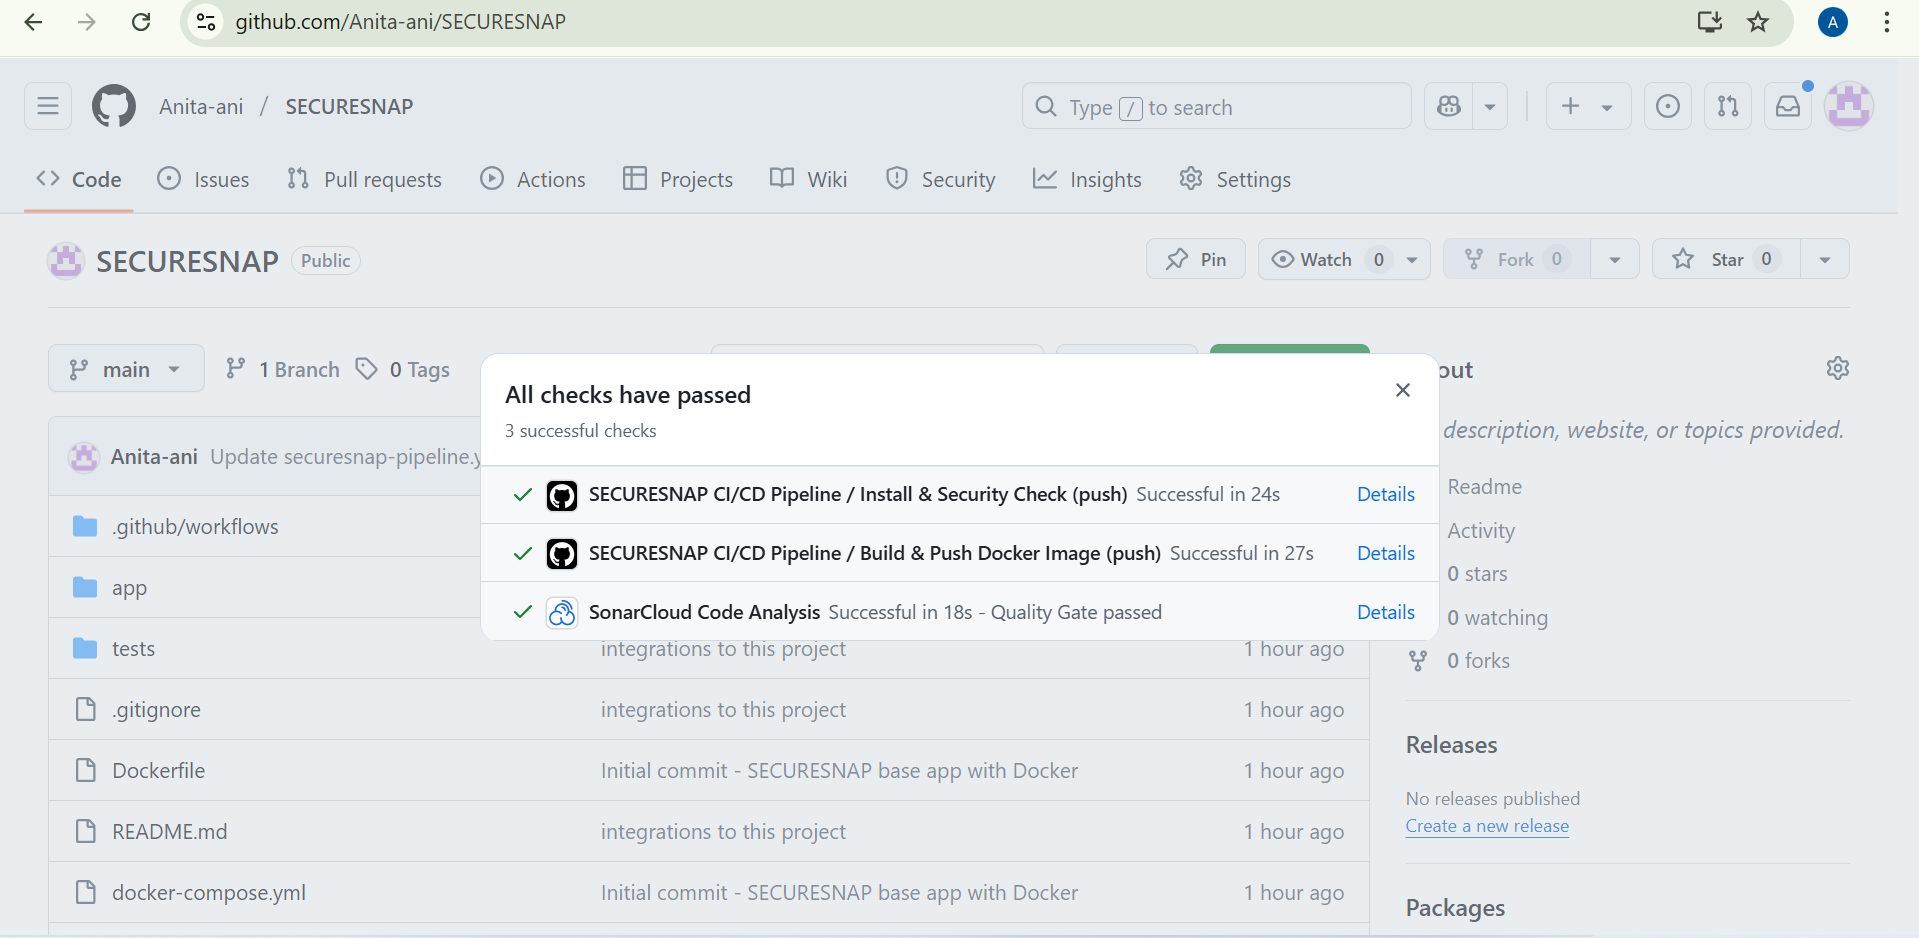 github.com/Anita-ani/SECURESNAP
A
Anita-ani / SECURESNAP
Type / to search
Code Issues Pull requests Actions Projects Wiki Security Insights Settings
SECURESNAP Public
Pin Watch 0 Fork 0 Star 0
main 1 Branch 0 Tags
All checks have passed
3 successful checks
SECURESNAP CI/CD Pipeline / Install & Security Check (push) Successful in 24s Details
SECURESNAP CI/CD Pipeline / Build & Push Docker Image (push) Successful in 27s Details
SonarCloud Code Analysis Successful in 18s - Quality Gate passed Details
Anita-ani Update securesnap-pipeline.y
.github/workflows
app
tests integrations to this project 1 hour ago
.gitignore integrations to this project 1 hour ago
Dockerfile Initial commit - SECURESNAP base app with Docker 1 hour ago
README.md integrations to this project 1 hour ago
docker-compose.yml Initial commit - SECURESNAP base app with Docker 1 hour ago
out
description, website, or topics provided.
Readme
Activity
0 stars
0 watching
0 forks
Releases
No releases published
Create a new release
Packages